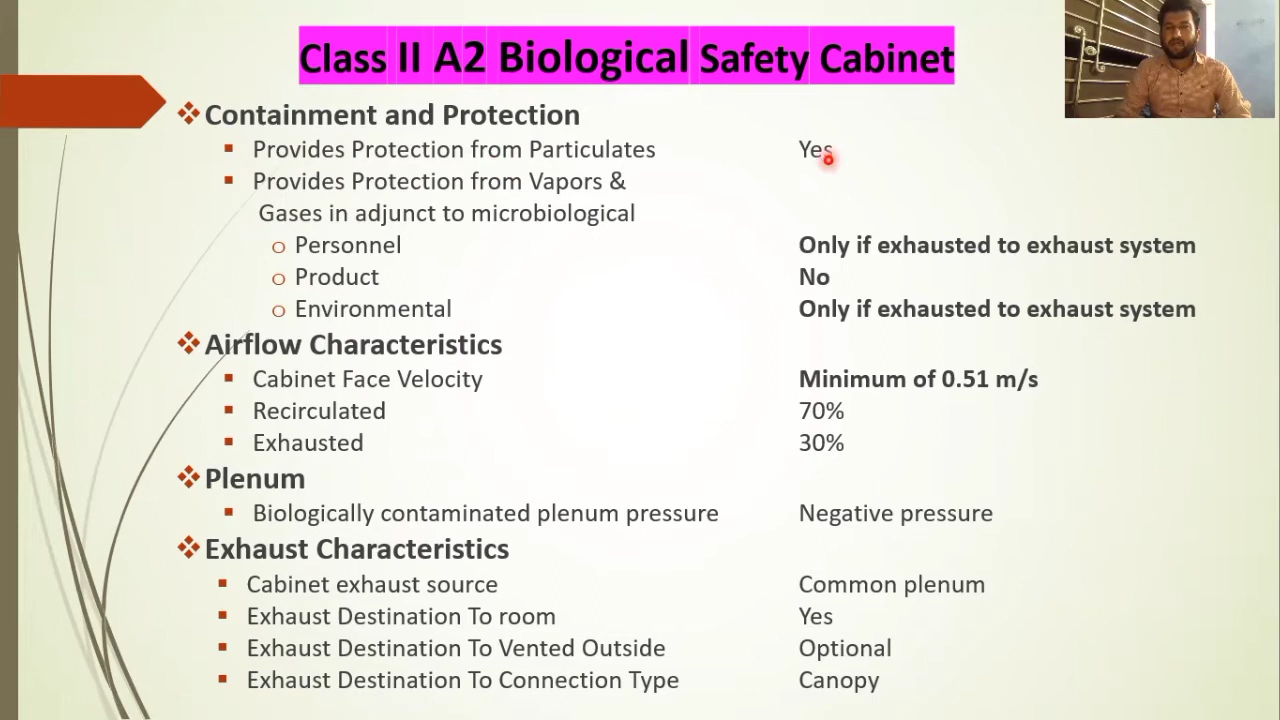 Class II A2 Biological Safety Cabinet
Containment and Protection
Provides Protection from Particulates Yes
Provides Protection from Vapors &
Gases in adjunct to microbiological
Personnel Only if exhausted to exhaust system
Product No
Environmental Only if exhausted to exhaust system
Airflow Characteristics
Cabinet Face Velocity Minimum of 0.51 m/s
Recirculated 70%
Exhausted 30%
Plenum
Biologically contaminated plenum pressure Negative pressure
Exhaust Characteristics
Cabinet exhaust source Common plenum
Exhaust Destination To room Yes
Exhaust Destination To Vented Outside Optional
Exhaust Destination To Connection Type Canopy